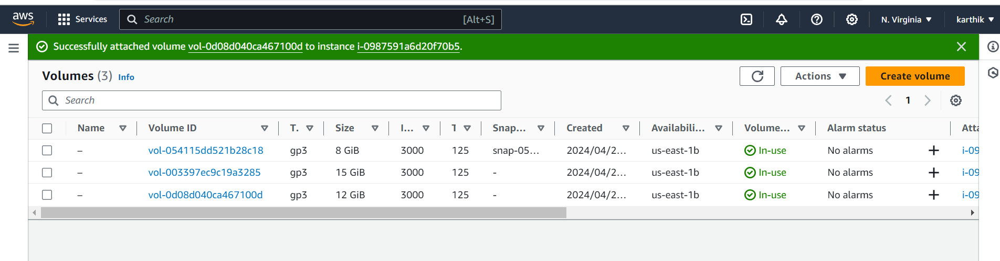 aws Services Search [Alt+S] N. Virginia karthik
Successfully attached volume vol-0d08d040ca467100d to instance i-0987591a6d20f70b5.
Volumes (3) Info Actions Create volume
Search 1
Name Volume ID T. Size I... T Snap... Created Availabili... Volume... Alarm status Atta
– vol-054115dd521b28c18 gp3 8 GiB 3000 125 snap-05... 2024/04/2... us-east-1b In-use No alarms + i-09
– vol-003397ec9c19a3285 gp3 15 GiB 3000 125 - 2024/04/2... us-east-1b In-use No alarms + i-09
– vol-0d08d040ca467100d gp3 12 GiB 3000 125 - 2024/04/2... us-east-1b In-use No alarms + i-09